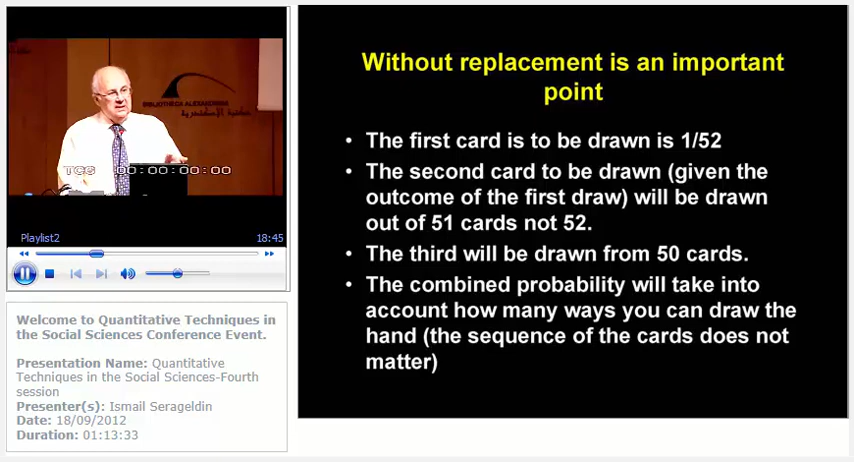 BIBLIOTHECA ALEXANDRINA
مكتبة الإسكندرية
TCG 00:00:00:00
Playlist2 18:45
Welcome to Quantitative Techniques in
the Social Sciences Conference Event.
Presentation Name: Quantitative
Techniques in the Social Sciences-Fourth
session
Presenter(s): Ismail Serageldin
Date: 18/09/2012
Duration: 01:13:33
Without replacement is an important
point
• The first card is to be drawn is 1/52
• The second card to be drawn (given the
outcome of the first draw) will be drawn
out of 51 cards not 52.
• The third will be drawn from 50 cards.
• The combined probability will take into
account how many ways you can draw the
hand (the sequence of the cards does not
matter)